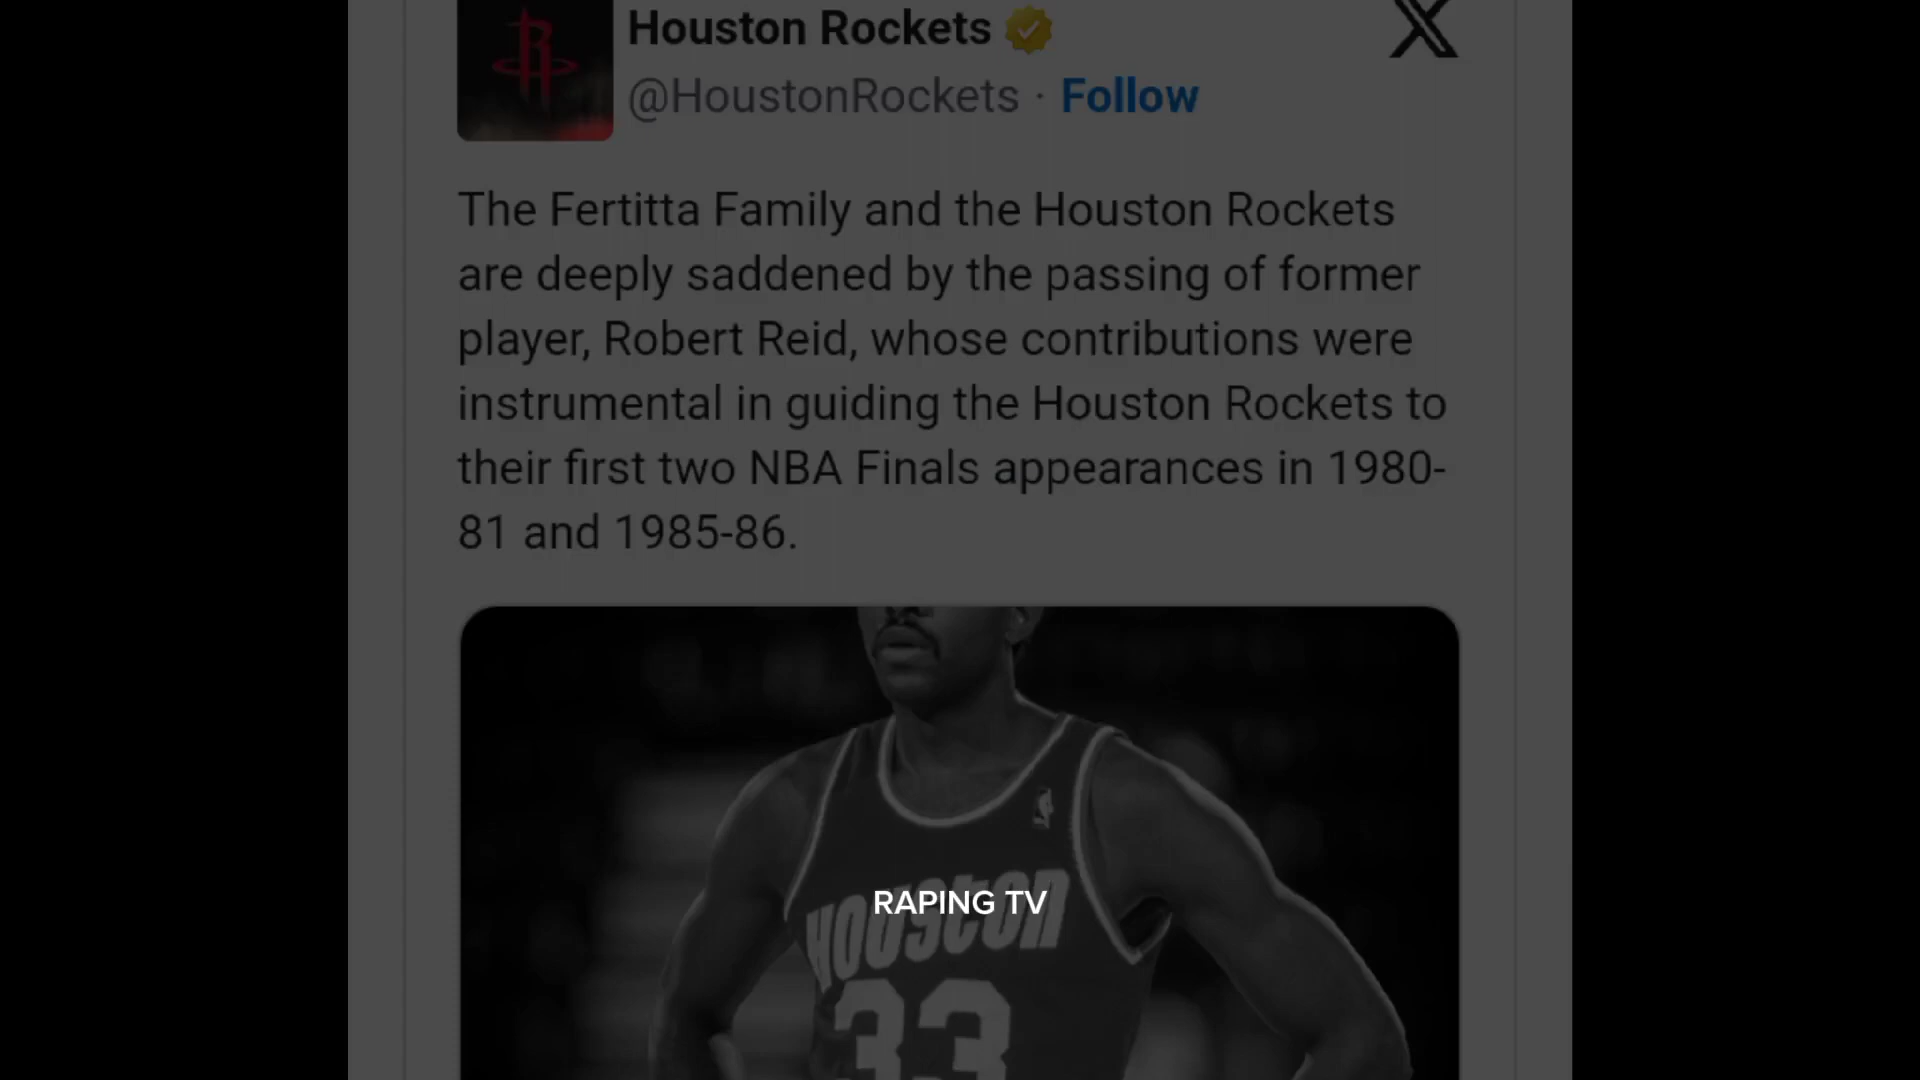 Houston Rockets
@HoustonRockets · Follow
The Fertitta Family and the Houston Rockets
are deeply saddened by the passing of former
player, Robert Reid, whose contributions were
instrumental in guiding the Houston Rockets to
their first two NBA Finals appearances in 1980-
81 and 1985-86.
RAPING TV
HOUSTON
33